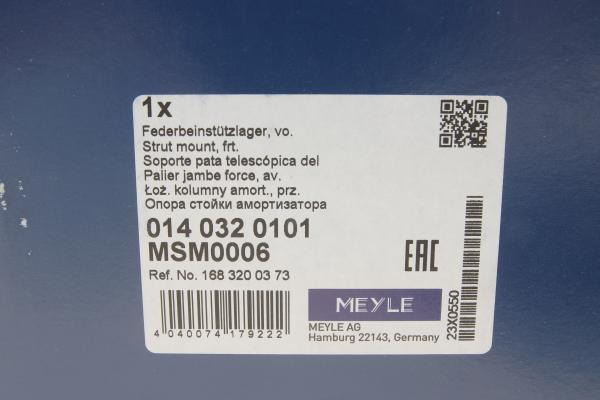 1x
Federbeinstützlager, vo.
Strut mount, frt.
Soporte pata telescópica del
Palier jambe force, av.
Łoż. kolumny amort., prz.
Опора стойки амортизатора
014 032 0101
MSM0006
Ref. No. 168 320 03 73
EAC
4 040074 179222
MEYLE
MEYLE AG
Hamburg 22143, Germany
23X0550